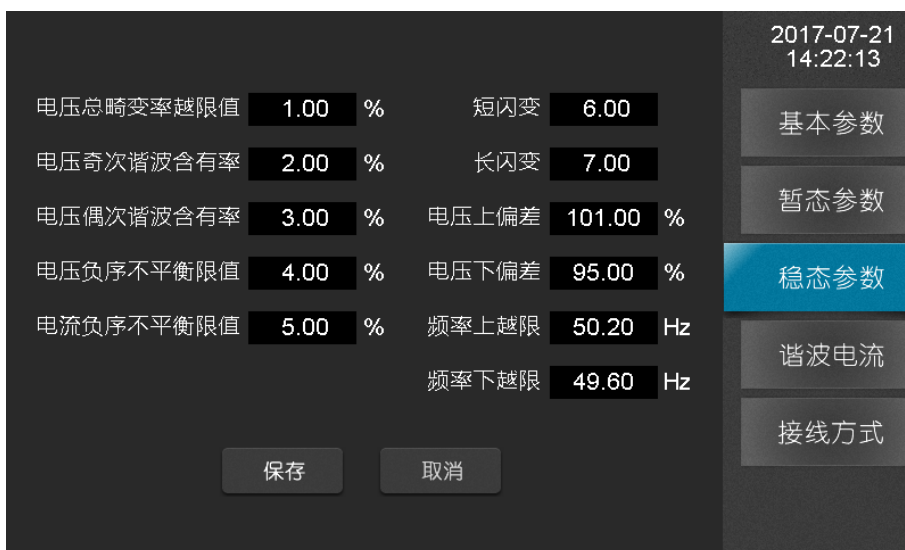 2017-07-21
14:22:13
电压总畸变率越限值 1.00 % 短闪变 6.00
电压奇次谐波含有率 2.00 % 长闪变 7.00
电压偶次谐波含有率 3.00 % 电压上偏差 101.00 %
电压负序不平衡限值 4.00 % 电压下偏差 95.00 %
电流负序不平衡限值 5.00 % 频率上越限 50.20 Hz
频率下越限 49.60 Hz
保存 取消
基本参数
暂态参数
稳态参数
谐波电流
接线方式